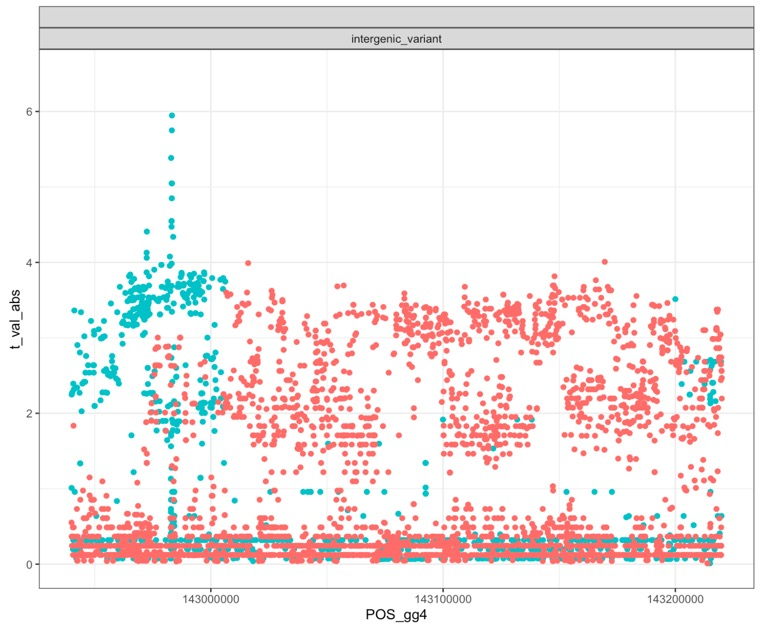 intergenic_variant
6
4
2
0
t_val_abs
143000000
143100000
143200000
POS_gg4